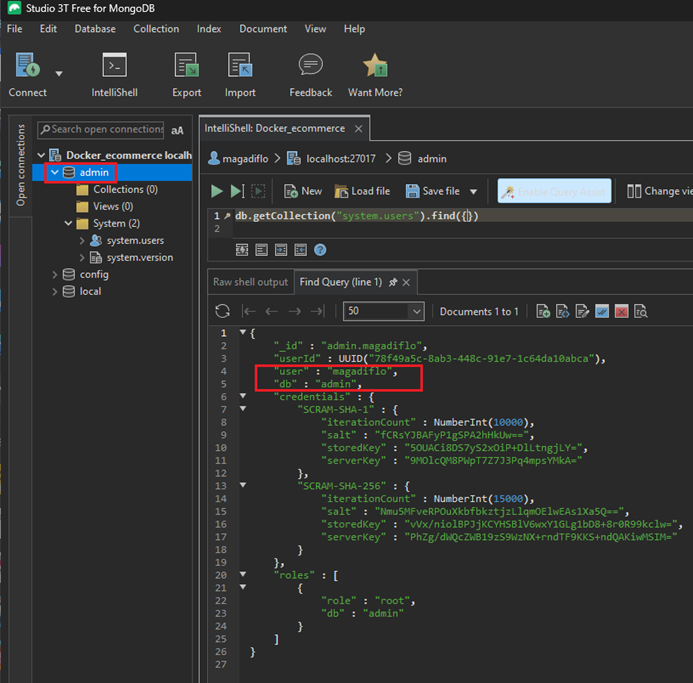 Studio 3T Free for MongoDB
File Edit Database Collection Index Document View Help
Connect IntelliShell Export Import Feedback Want More?
Open connections
Search open connections aA
Docker_ecommerce localh
admin
Collections (0)
Views (0)
System (2)
system.users
system.version
config
local
IntelliShell: Docker_ecommerce
magadiflo localhost:27017 admin
New Load file Save file Enable Query Assist Change vie
1 db.getCollection("system.users").find({})
2
Raw shell output Find Query (line 1)
50 Documents 1 to 1
1 {
2 "_id" : "admin.magadiflo",
3 "userId" : UUID("78f49a5c-8ab3-448c-91e7-1c64da10abca"),
4 "user" : "magadiflo",
5 "db" : "admin",
6 "credentials" : {
7 "SCRAM-SHA-1" : {
8 "iterationCount" : NumberInt(10000),
9 "salt" : "fCRsYJBAFyP1gSPA2hHkUw==",
10 "storedKey" : "5OUACi8DS7yS2xOiP+DlLtngjLY=",
11 "serverKey" : "9MOlcQM8PWpT7Z7J3Pq4mpsYMkA="
12 },
13 "SCRAM-SHA-256" : {
14 "iterationCount" : NumberInt(15000),
15 "salt" : "Nmu5MFveRPOuXkbfbkztjzLlqmOElwEAs1Xa5Q==",
16 "storedKey" : "vVx/niolBPJjKCYHSBlV6wxY1GLg1bD8+8r0R99kclw=",
17 "serverKey" : "PhZg/dWQcZWB19zS9WzNX+rndTF9KKS+ndQAKiwMSIM="
18 }
19 },
20 "roles" : [
21 {
22 "role" : "root",
23 "db" : "admin"
24 }
25 ]
26 }
27